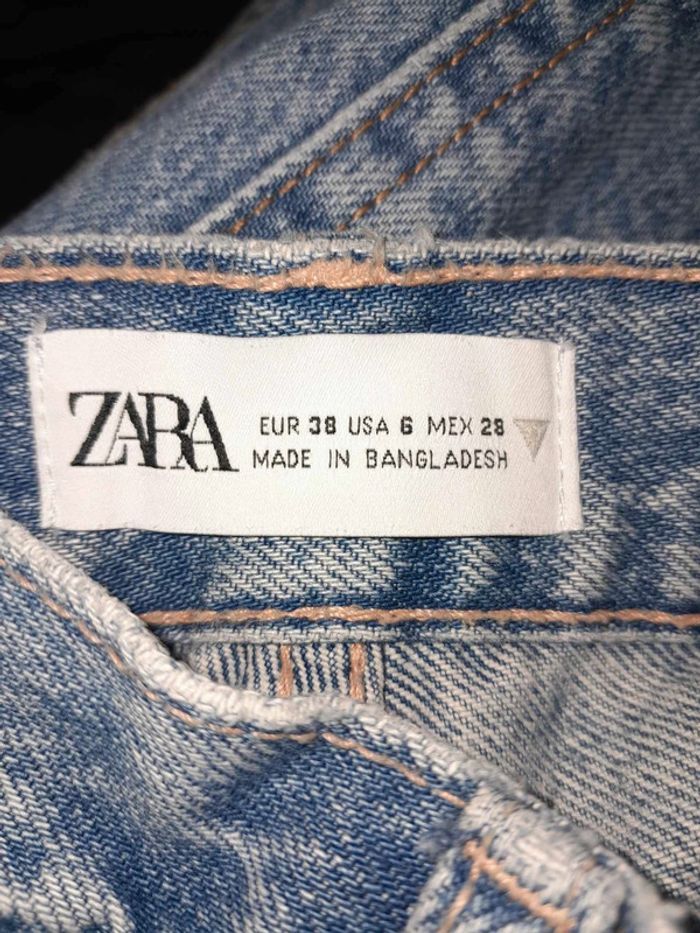 ZARA
EUR 38 USA 6 MEX 28
MADE IN BANGLADESH